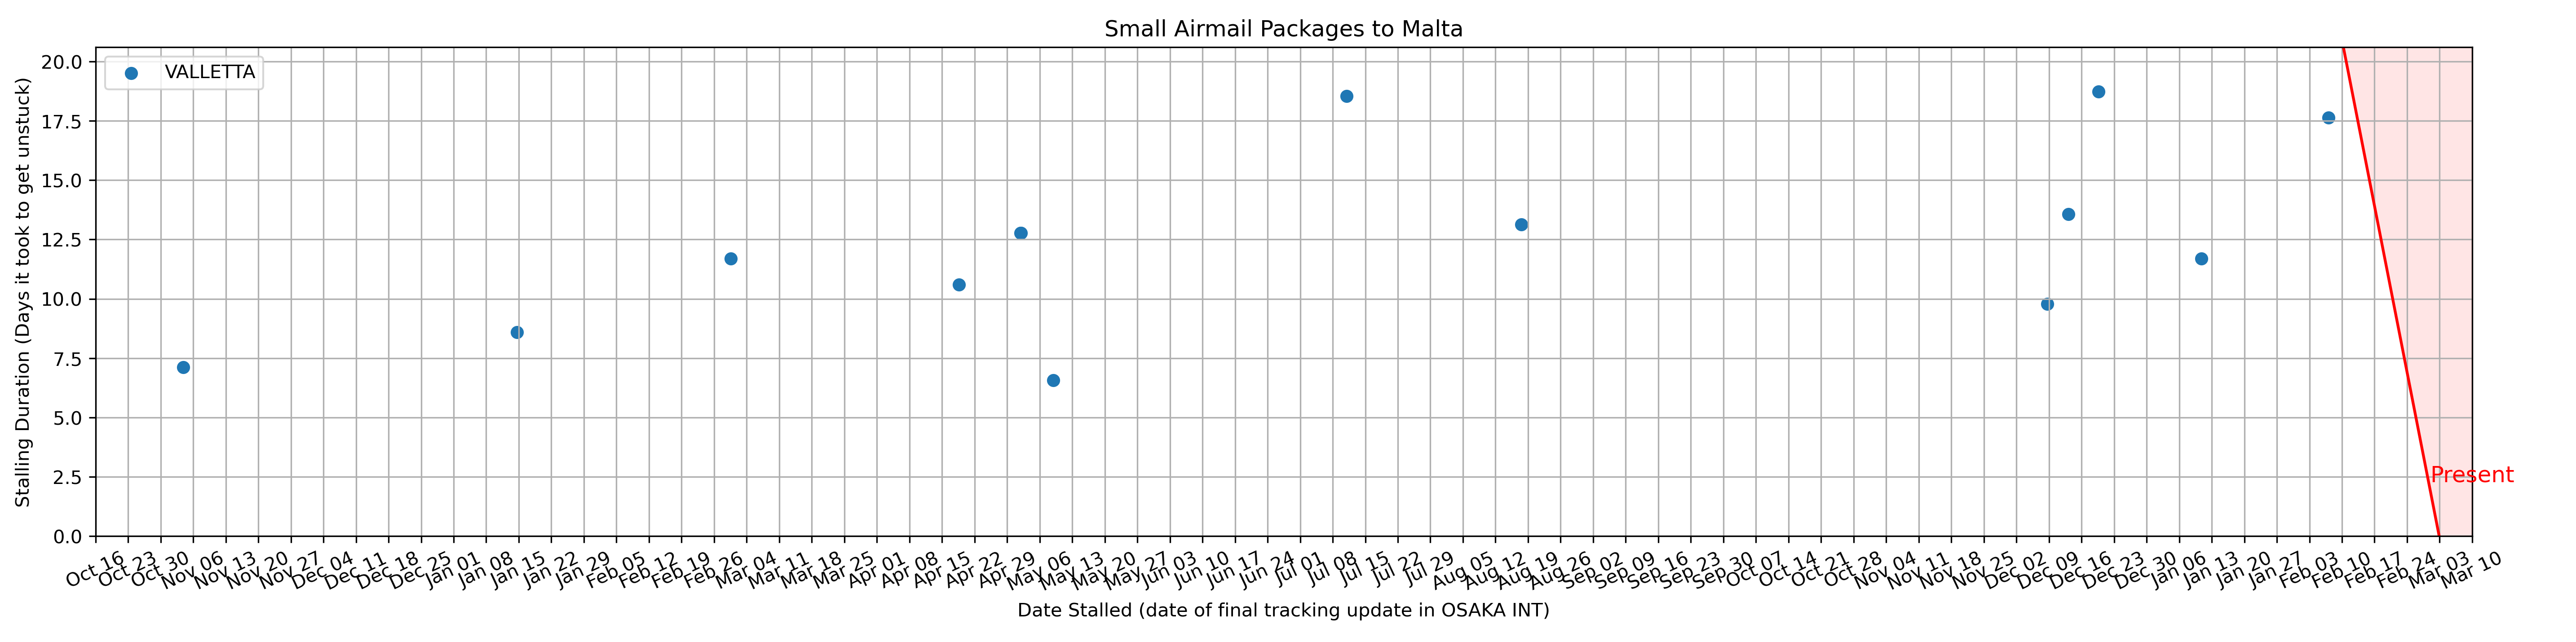 Small Airmail Packages to Malta
VALLETTA
Stalling Duration (Days it took to get unstuck)
20.0
17.5
15.0
12.5
10.0
7.5
5.0
2.5
0.0
Present
Oct 16 Oct 23 Oct 30 Nov 06 Nov 13 Nov 20 Nov 27 Dec 04 Dec 11 Dec 18 Dec 25 Jan 01 Jan 08 Jan 15 Jan 22 Jan 29 Feb 05 Feb 12 Feb 19 Feb 26 Mar 04 Mar 11 Mar 18 Mar 25 Apr 01 Apr 08 Apr 15 Apr 22 Apr 29 May 06 May 13 May 20 May 27 Jun 03 Jun 10 Jun 17 Jun 24 Jul 01 Jul 08 Jul 15 Jul 22 Jul 29 Aug 05 Aug 12 Aug 19 Aug 26 Sep 02 Sep 09 Sep 16 Sep 23 Sep 30 Oct 07 Oct 14 Oct 21 Oct 28 Nov 04 Nov 11 Nov 18 Nov 25 Dec 02 Dec 09 Dec 16 Dec 23 Dec 30 Jan 06 Jan 13 Jan 20 Jan 27 Feb 03 Feb 10 Feb 17 Feb 24 Mar 03 Mar 10
Date Stalled (date of final tracking update in OSAKA INT)